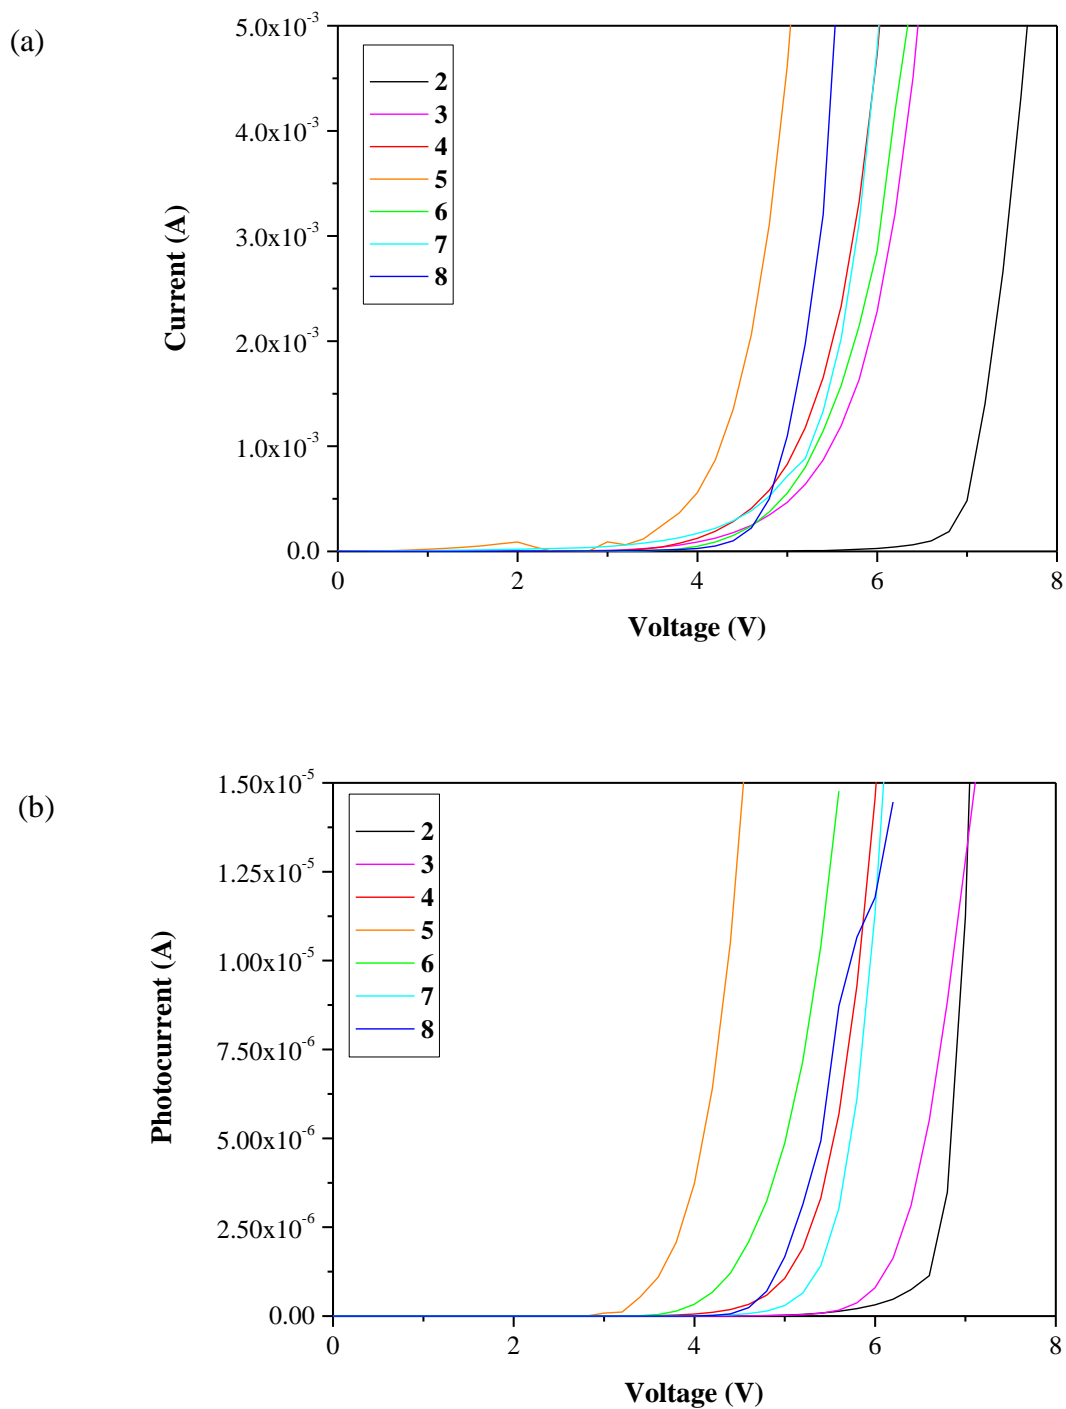 (a)
5.0x10⁻³
4.0x10⁻³
3.0x10⁻³
2.0x10⁻³
1.0x10⁻³
0.0
Current (A)
2
3
4
5
6
7
8
0 2 4 6 8
Voltage (V)
(b)
1.50x10⁻⁵
1.25x10⁻⁵
1.00x10⁻⁵
7.50x10⁻⁶
5.00x10⁻⁶
2.50x10⁻⁶
0.00
Photocurrent (A)
2
3
4
5
6
7
8
0 2 4 6 8
Voltage (V)